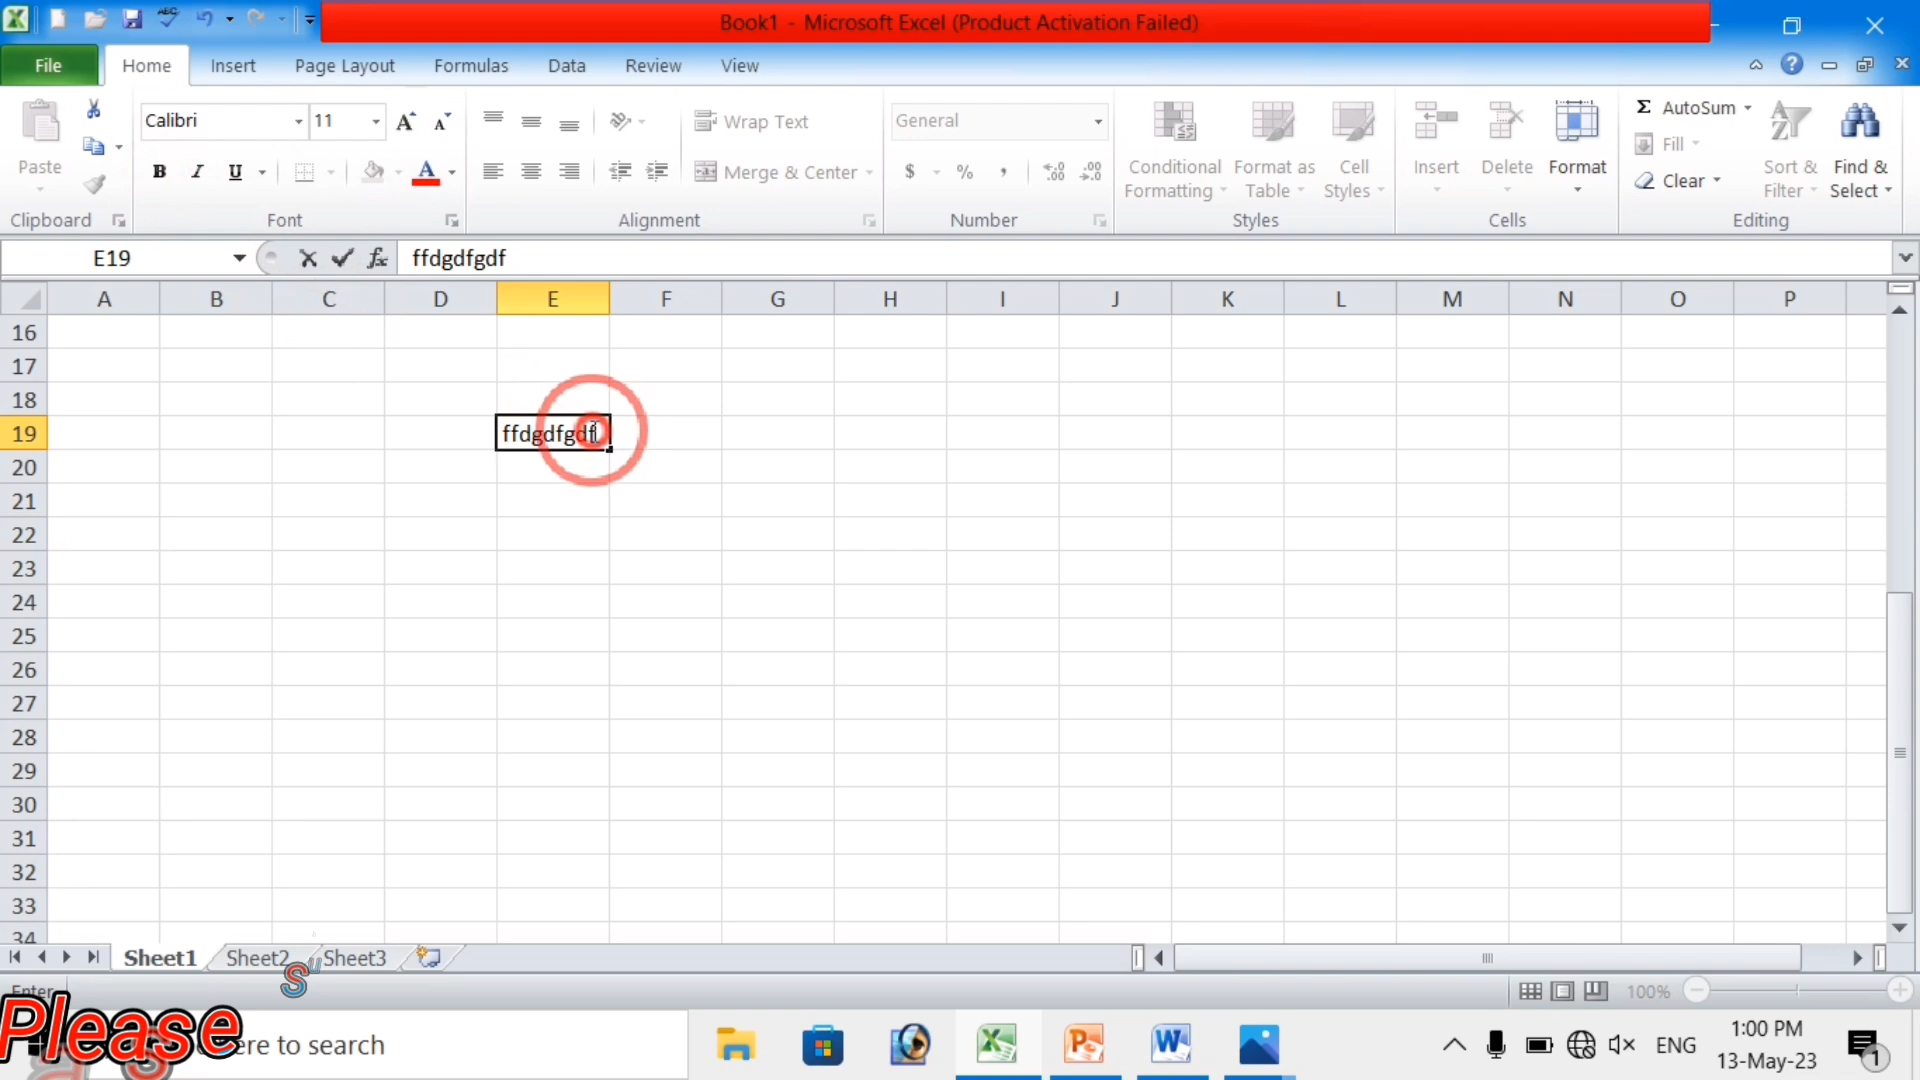 Book1 - Microsoft Excel (Product Activation Failed)
File Home Insert Page Layout Formulas Data Review View
Paste
Clipboard
Calibri 11
B I U A
Font
Wrap Text
Merge & Center
Alignment
General
$ % ,
Number
Conditional Formatting
Format as Table
Cell Styles
Styles
Insert Delete Format
Cells
Σ AutoSum
Fill
Clear
Sort & Filter
Find & Select
Editing
E19 fx ffdgdfgdf
A B C D E F G H I J K L M N O P
16
17
18
19 ffdgdfgdf
20
21
22
23
24
25
26
27
28
29
30
31
32
33
34
Sheet1 Sheet2 Sheet3
Enter 100%
Please
ere to search
ENG
1:00 PM
13-May-23
1